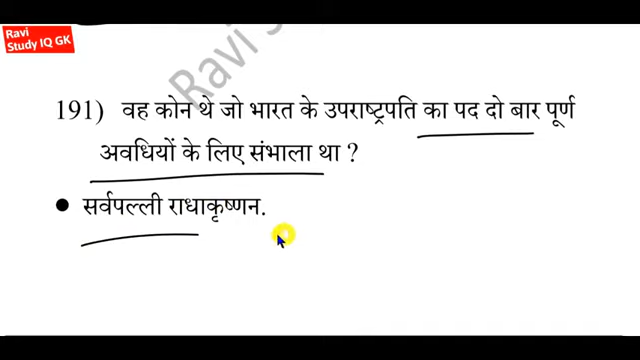 Ravi
Study IQ GK
Ravi S
191) वह कोन थे जो भारत के उपराष्ट्रपति का पद दो बार पूर्ण
अवधियों के लिए संभाला था ?
● सर्वपल्ली राधाकृष्णन.